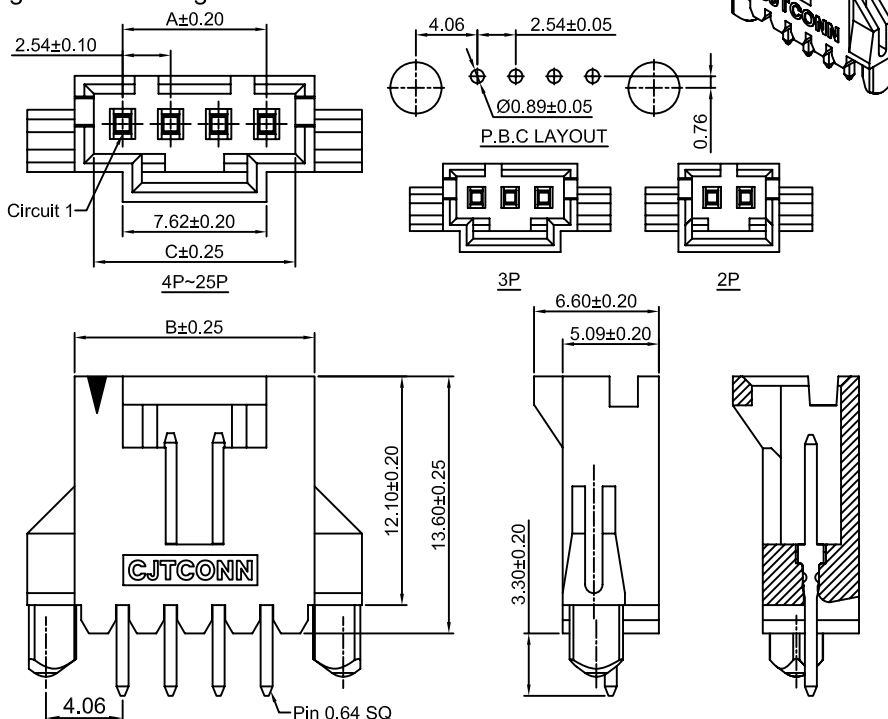 A±0.20
2.54±0.10
4.06
2.54±0.05
Ø0.89±0.05
P.B.C LAYOUT
0.76
CJTCONN
Circuit 1
7.62±0.20
C±0.25
4P~25P
3P
2P
B±0.25
6.60±0.20
5.09±0.20
12.10±0.20
13.60±0.25
3.30±0.20
CJTCONN
4.06
Pin 0.64 SQ